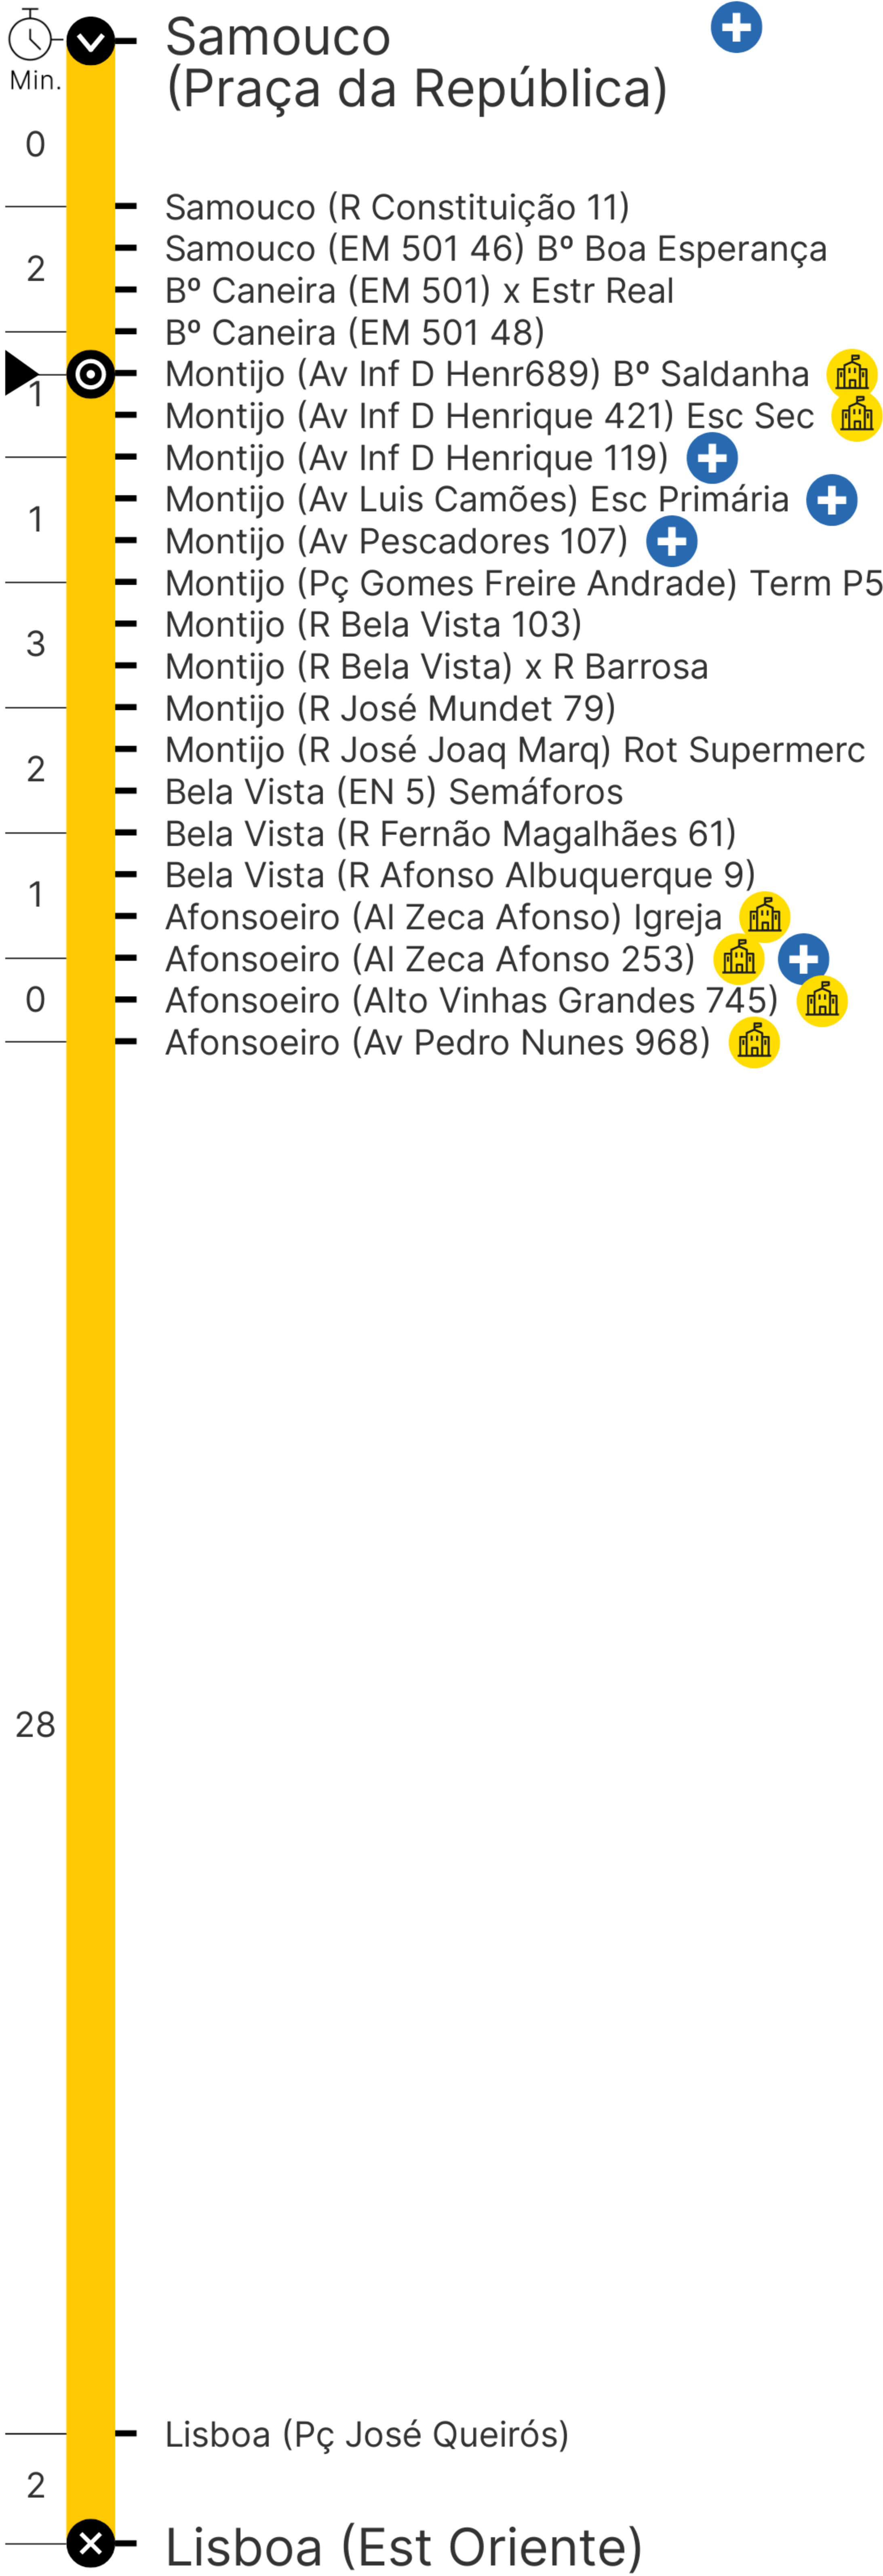 Samouco
(Praça da República)
Min.
0
Samouco (R Constituição 11)
Samouco (EM 501 46) Bº Boa Esperança
2
Bº Caneira (EM 501) x Estr Real
Bº Caneira (EM 501 48)
Montijo (Av Inf D Henr689) Bº Saldanha
1
Montijo (Av Inf D Henrique 421) Esc Sec
Montijo (Av Inf D Henrique 119)
Montijo (Av Luis Camões) Esc Primária
1
Montijo (Av Pescadores 107)
Montijo (Pç Gomes Freire Andrade) Term P5
Montijo (R Bela Vista 103)
3
Montijo (R Bela Vista) x R Barrosa
Montijo (R José Mundet 79)
Montijo (R José Joaq Marq) Rot Supermerc
2
Bela Vista (EN 5) Semáforos
Bela Vista (R Fernão Magalhães 61)
Bela Vista (R Afonso Albuquerque 9)
1
Afonsoeiro (Al Zeca Afonso) Igreja
Afonsoeiro (Al Zeca Afonso 253)
0
Afonsoeiro (Alto Vinhas Grandes 745)
Afonsoeiro (Av Pedro Nunes 968)
28
Lisboa (Pç José Queirós)
2
Lisboa (Est Oriente)